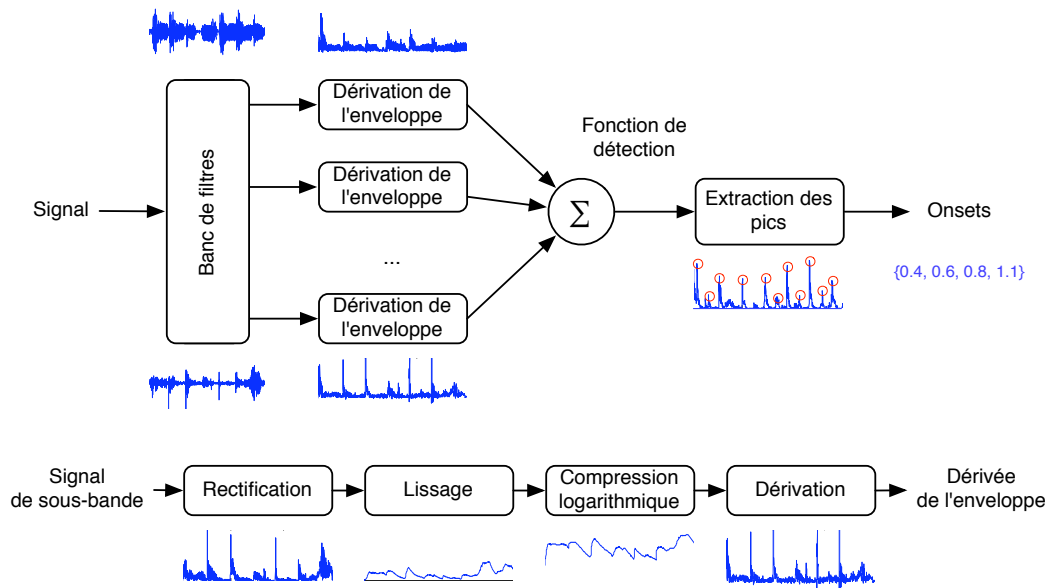 Dérivation de
l'enveloppe
Fonction de
détection
Dérivation de
l'enveloppe
Signal
Banc de filtres
Σ
Extraction des
pics
Onsets
...
{0.4, 0.6, 0.8, 1.1}
Dérivation de
l'enveloppe
Signal
de sous-bande
Rectification
Lissage
Compression
logarithmique
Dérivation
Dérivée
de l'enveloppe